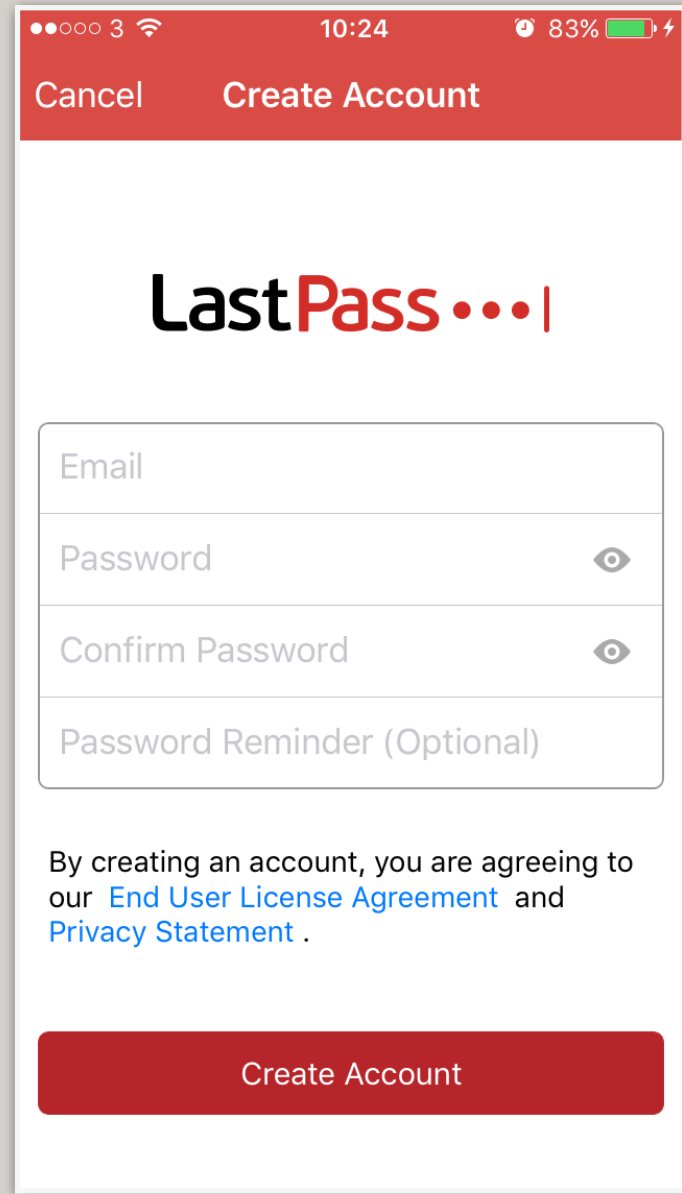 3 10:24 83%
Cancel Create Account
LastPass
Email
Password
Confirm Password
Password Reminder (Optional)
By creating an account, you are agreeing to
our End User License Agreement and
Privacy Statement .
Create Account